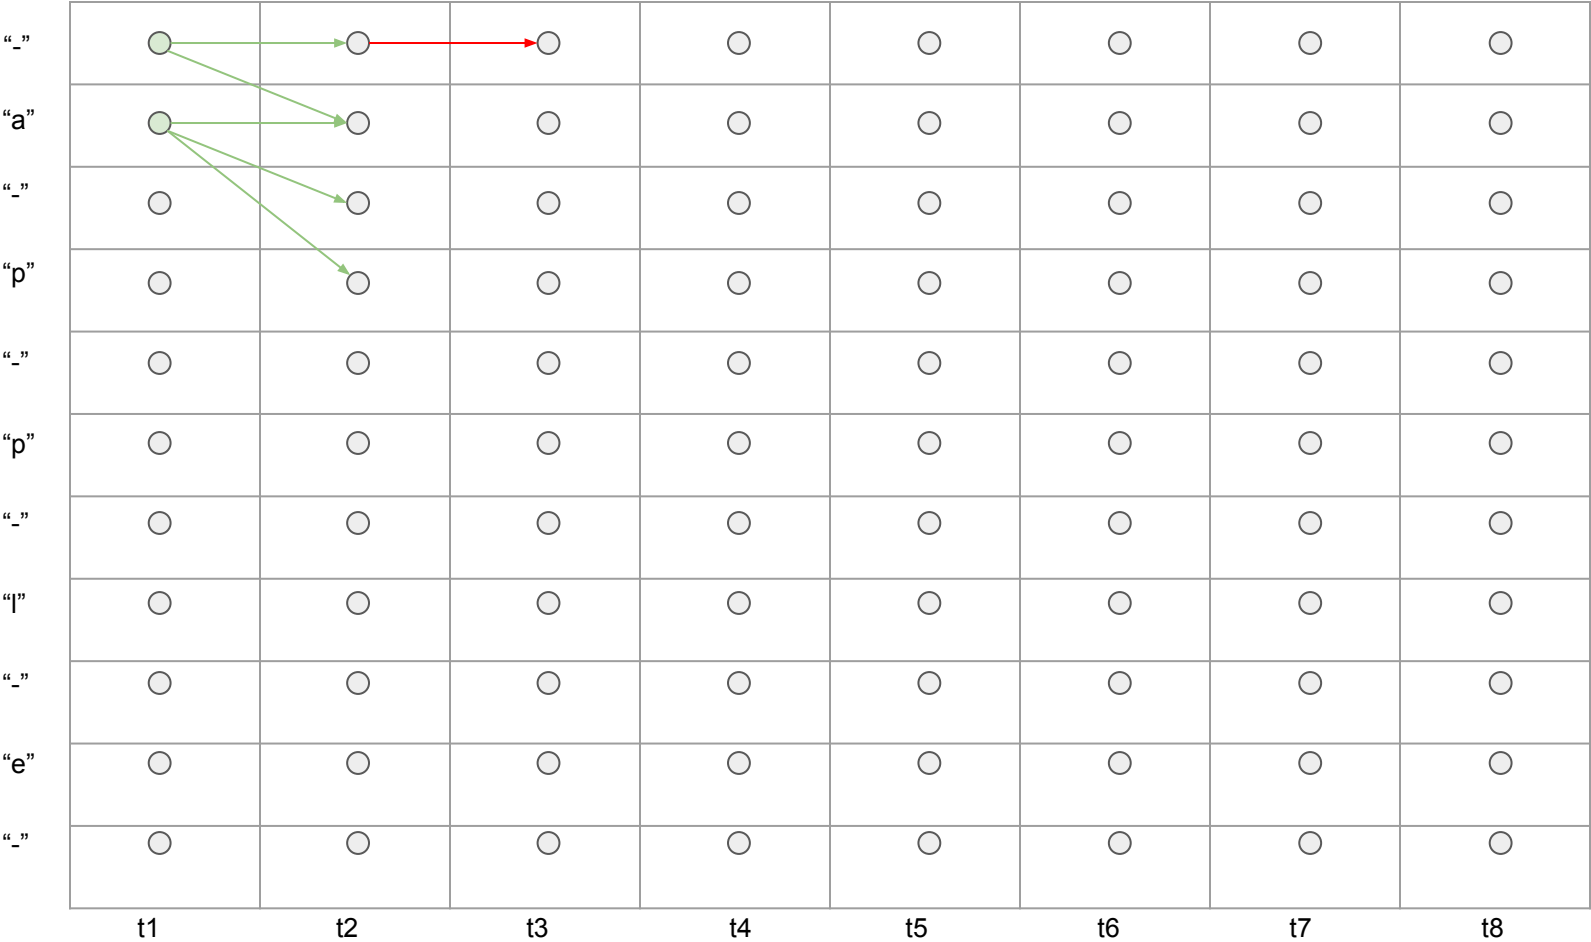 “-”
“a”
“-”
“p”
“-”
“p”
“-”
“l”
“-”
“e”
“-”
t1 t2 t3 t4 t5 t6 t7 t8